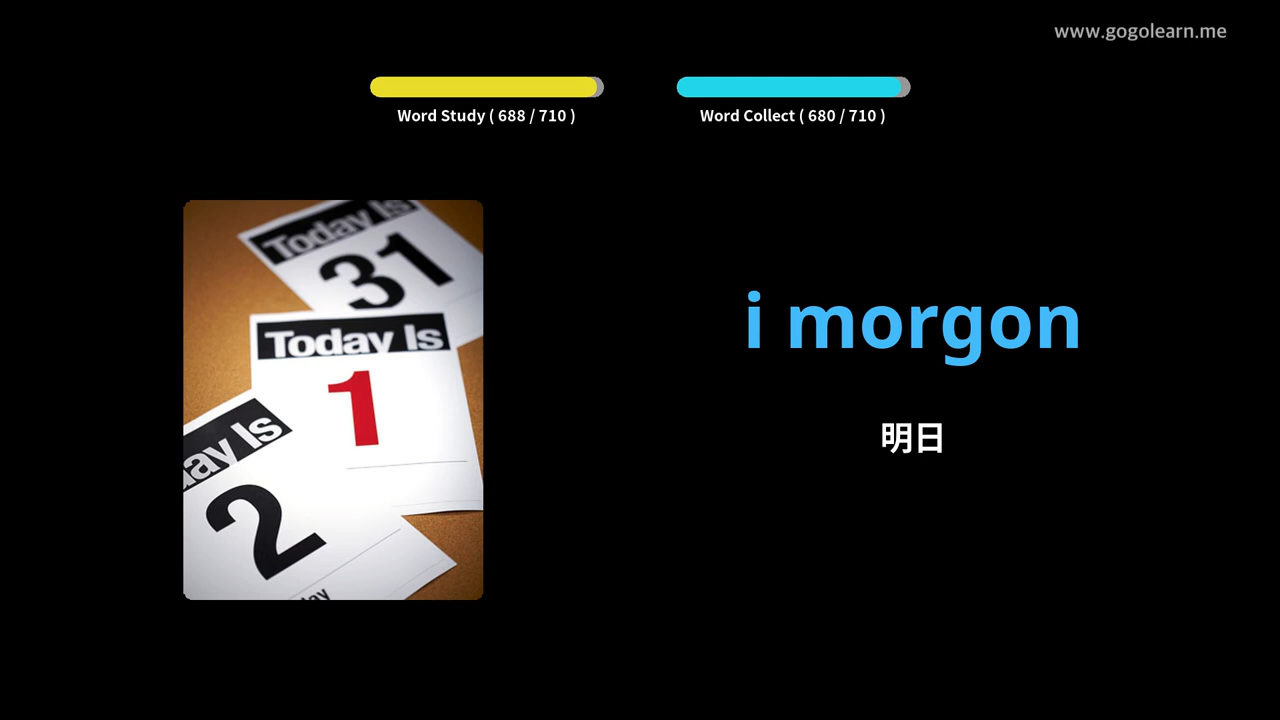 www.gogolearn.me
Word Study ( 688 / 710 )
Word Collect ( 680 / 710 )
Today Is
31
Today Is
1
ay Is
2
i morgon
明日